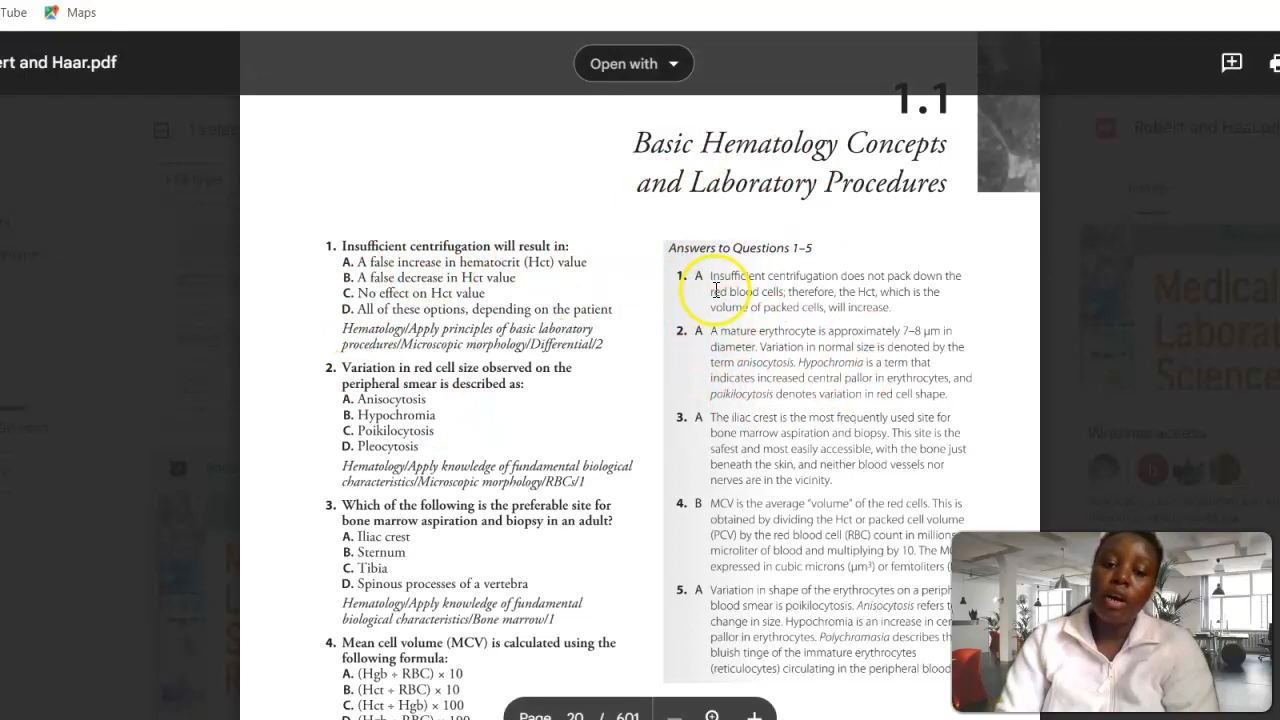 Tube
Maps
ert and Haar.pdf
Open with
1.1
Basic Hematology Concepts
and Laboratory Procedures
1. Insufficient centrifugation will result in:
A. A false increase in hematocrit (Hct) value
B. A false decrease in Hct value
C. No effect on Hct value
D. All of these options, depending on the patient
Hematology/Apply principles of basic laboratory
procedures/Microscopic morphology/Differential/2
2. Variation in red cell size observed on the
peripheral smear is described as:
A. Anisocytosis
B. Hypochromia
C. Poikilocytosis
D. Pleocytosis
Hematology/Apply knowledge of fundamental biological
characteristics/Microscopic morphology/RBCs/1
3. Which of the following is the preferable site for
bone marrow aspiration and biopsy in an adult?
A. Iliac crest
B. Sternum
C. Tibia
D. Spinous processes of a vertebra
Hematology/Apply knowledge of fundamental
biological characteristics/Bone marrow/1
4. Mean cell volume (MCV) is calculated using the
following formula:
A. (Hgb ÷ RBC) × 10
B. (Hct ÷ RBC) × 10
C. (Hct ÷ Hgb) × 100
D. (Hgb ÷ RBC) × 100
Answers to Questions 1–5
1. A Insufficient centrifugation does not pack down the
red blood cells; therefore, the Hct, which is the
volume of packed cells, will increase.
2. A A mature erythrocyte is approximately 7–8 μm in
diameter. Variation in normal size is denoted by the
term anisocytosis. Hypochromia is a term that
indicates increased central pallor in erythrocytes, and
poikilocytosis denotes variation in red cell shape.
3. A The iliac crest is the most frequently used site for
bone marrow aspiration and biopsy. This site is the
safest and most easily accessible, with the bone just
beneath the skin, and neither blood vessels nor
nerves are in the vicinity.
4. B MCV is the average “volume” of the red cells. This is
obtained by dividing the Hct or packed cell volume
(PCV) by the red blood cell (RBC) count in millions
microliter of blood and multiplying by 10. The M
expressed in cubic microns (μm³) or femtoliters (
5. A Variation in shape of the erythrocytes on a periph
blood smear is poikilocytosis. Anisocytosis refers t
change in size. Hypochromia is an increase in cen
pallor in erythrocytes. Polychromasia describes th
bluish tinge of the immature erythrocytes
(reticulocytes) circulating in the peripheral blood
Page 20 / 601
Robert and Haar.p
Medical
Labora
Science